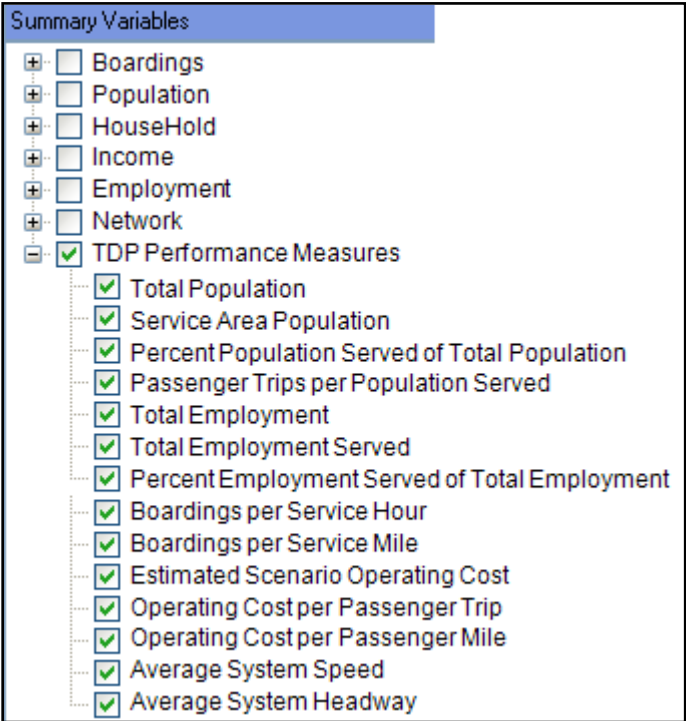 Summary Variables
Boardings
Population
HouseHold
Income
Employment
Network
TDP Performance Measures
Total Population
Service Area Population
Percent Population Served of Total Population
Passenger Trips per Population Served
Total Employment
Total Employment Served
Percent Employment Served of Total Employment
Boardings per Service Hour
Boardings per Service Mile
Estimated Scenario Operating Cost
Operating Cost per Passenger Trip
Operating Cost per Passenger Mile
Average System Speed
Average System Headway